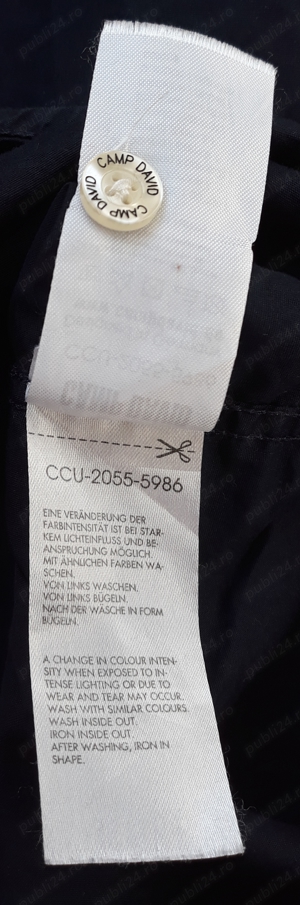 CAMP DAVID
CAMP DAVID
CCU-2055-5986
EINE VERÄNDERUNG DER
FARBINTENSITÄT IST BEI STAR-
KEM LICHTEINFLUSS UND BE-
ANSPRUCHUNG MÖGLICH.
MIT ÄHNLICHEN FARBEN WA-
SCHEN.
VON LINKS WASCHEN.
VON LINKS BÜGELN.
NACH DER WÄSCHE IN FORM
BÜGELN.
A CHANGE IN COLOUR INTEN-
SITY WHEN EXPOSED TO IN-
TENSE LIGHTING OR DUE TO
WEAR AND TEAR MAY OCCUR.
WASH WITH SIMILAR COLOURS.
WASH INSIDE OUT.
IRON INSIDE OUT.
AFTER WASHING, IRON IN
SHAPE.